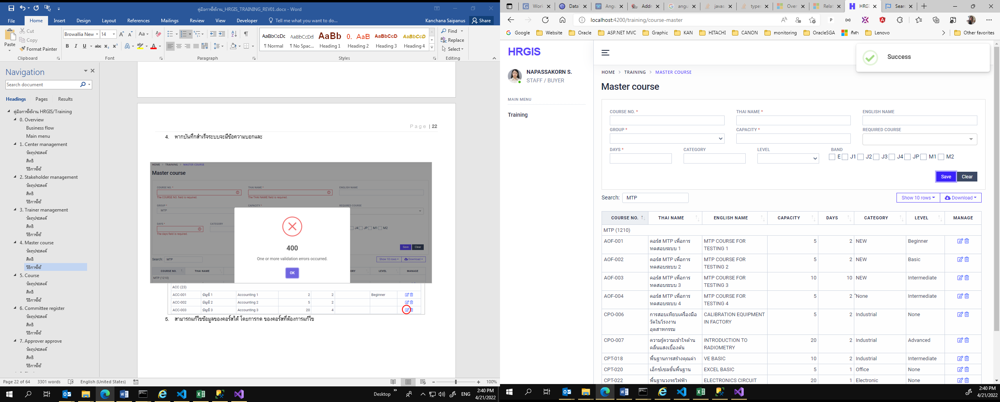 คู่มือการใช้งาน_HRGIS_TRAINING_REV01.docx - Word
File Home Insert Design Layout References Mailings Review View Developer Tell me what you want to do... Kanchana Saipanus Share
Paste
Cut
Copy
Format Painter
Clipboard
Browallia New 14
Font
Paragraph
AaBbCcDc AaBbCcDd AaBb 0. AaB AaBbCcD AaBbCcD
¶ Normal ¶ No Spac... Heading 1 Heading 2 Heading 3 Heading 4
Styles
Find
Replace
Select
Editing
Navigation
Search document
Headings Pages Results
คู่มือการใช้งาน HRGIS/Training
0. Overview
Business flow
Main menu
1. Center management
วัตถุประสงค์
สิทธิ
วิธีการใช้
2. Stakeholder management
วัตถุประสงค์
สิทธิ
วิธีการใช้
3. Trainer management
วัตถุประสงค์
สิทธิ
วิธีการใช้
4. Master course
วัตถุประสงค์
สิทธิ
วิธีการใช้
5. Course
วัตถุประสงค์
สิทธิ
วิธีการใช้
6. Committee register
วัตถุประสงค์
สิทธิ
วิธีการใช้
7. Approver approve
วัตถุประสงค์
สิทธิ
วิธีการใช้
Page | 22
4. หากบันทึกสำเร็จระบบจะมีข้อความบอกและ
HOME > TRAINING > MASTER COURSE
Master course
COURSE NO. * THAI NAME * ENGLISH NAME
The COURSE NO. field is required. The THAI NAME field is required.
GROUP * CAPACITY * REQUIRED COURSE
MTP
DAYS * CATEGORY
J4 JP M1 M2
The days field is required.
400
One or more validation errors occurred.
OK
Save Clear
Search: MTP Show 10 rows Download
COURSE NO. THAI NAME ORY LEVEL MANAGE
MTP (1210)
ACC (23)
ACC-001 บัญชี 1 Accounting 1 2 2 Beginner
ACC-002 บัญชี 2 Accounting 2 5 2
ACC-003 บัญชี 3 Accounting 3 20 4
5. สามารถแก้ไขข้อมูลของคอร์สได้ โดยการกด ของคอร์สที่ต้องการแก้ไข
Page 22 of 64 3301 words English (United States) 100%
Desktop ENG 2:40 PM
4/21/2022
Work Data Angu Addr angu javas types Over Relat HRGI Searc
localhost:4200/training/course-master
Google Website Oracle ASP.NET MVC Graphic KAN HITACHI CANON monitoring OracleSGA Lenovo Other favorites
HRGIS
NAPASSAKORN S.
STAFF / BUYER
MAIN MENU
Training
Success
HOME > TRAINING > MASTER COURSE
Master course
COURSE NO. * THAI NAME * ENGLISH NAME
GROUP * CAPACITY * REQUIRED COURSE
DAYS * CATEGORY LEVEL BAND
E J1 J2 J3 J4 JP M1 M2
Save Clear
Search: MTP Show 10 rows Download
COURSE NO. THAI NAME ENGLISH NAME CAPACITY DAYS CATEGORY LEVEL MANAGE
MTP (1210)
AOF-001 คอร์ส MTP เพื่อการ MTP COURSE FOR 5 2 NEW Beginner
ทดสอบระบบ 1 TESTING 1
AOF-002 คอร์ส MTP เพื่อการ MTP COURSE FOR 5 2 NEW Basic
ทดสอบระบบ 2 TESTING 2
AOF-003 คอร์ส MTP เพื่อการ MTP COURSE FOR 10 10 NEW Intermediate
ทดสอบระบบ 3 TESTING 3
AOF-004 คอร์ส MTP เพื่อการ MTP COURSE FOR 5 2 ์None Intermediate
ทดสอบระบบ 4 TESTING 4
CPO-006 การสอบเทียบเครื่องมือ CALIBRATION EQUIPMENT 5 2 Industrial None
วัดในโรงงาน IN FACTORY
อุตสาหกรรม
CPO-007 ความรู้ความเข้าใจด้าน INTRODUCTION TO 20 2 Industrial Advanced
คลื่นแสงเบื้องต้น RADIOMETRY
CPT-018 พื้นฐานการสร้างคุณค่า VE BASIC 10 2 Industrial Intermediate
CPT-020 เอ็กซ์เซลขั้นพื้นฐาน EXCEL BASIC 5 1 Office None
CPT-022 พื้นฐานวงจรไฟฟ้า ELECTRONICS CIRCUIT 20 1 Electronic None
2:40 PM
4/21/2022